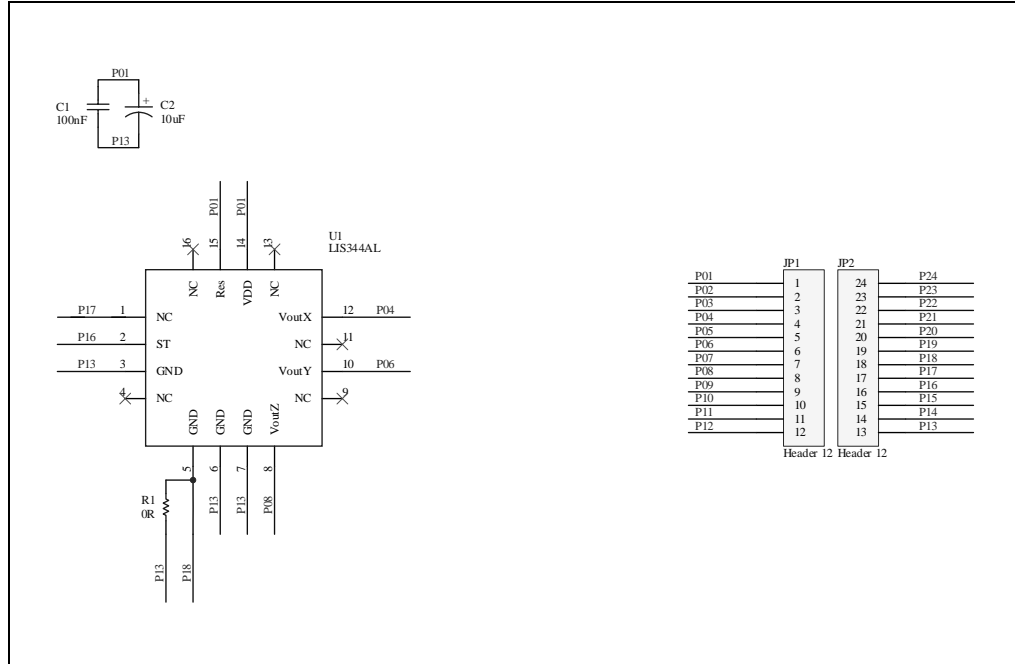 P01
C1
100nF
+
C2
10uF
P13
P01
P01
16
15
14
13
U1
LIS344AL
NC
Res
VDD
NC
P17
1
NC
VoutX
12
P04
P16
2
ST
NC
11
P13
3
GND
VoutY
10
P06
4
NC
NC
9
GND
GND
GND
VoutZ
5
6
7
8
R1
0R
P13
P13
P08
P13
P18
JP1
JP2
P01
1
24
P24
P02
2
23
P23
P03
3
22
P22
P04
4
21
P21
P05
5
20
P20
P06
6
19
P19
P07
7
18
P18
P08
8
17
P17
P09
9
16
P16
P10
10
15
P15
P11
11
14
P14
P12
12
13
P13
Header 12
Header 12